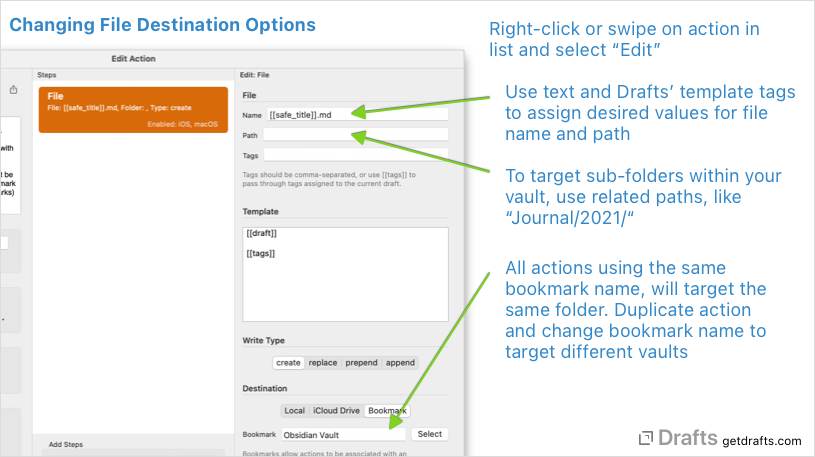 Changing File Destination Options
Right-click or swipe on action in
list and select “Edit”
Edit Action
Steps
Edit: File
File
File: [[safe_title]].md, Folder: , Type: create
Enabled: iOS, macOS
File
Name
[[safe_title]].md
Path
Tags
Tags should be comma-separated, or use [[tags]] to
pass through tags assigned to the current draft.
Use text and Drafts’ template tags
to assign desired values for file
name and path
To target sub-folders within your
vault, use related paths, like
“Journal/2021/“
Template
[[draft]]
[[tags]]
All actions using the same
bookmark name, will target the
same folder. Duplicate action
and change bookmark name to
target different vaults
Write Type
create replace prepend append
Destination
Local iCloud Drive Bookmark
Bookmark
Obsidian Vault
Select
Bookmarks allow actions to be associated with an
Add Steps
with
t be
mark
rks)
Drafts getdrafts.com